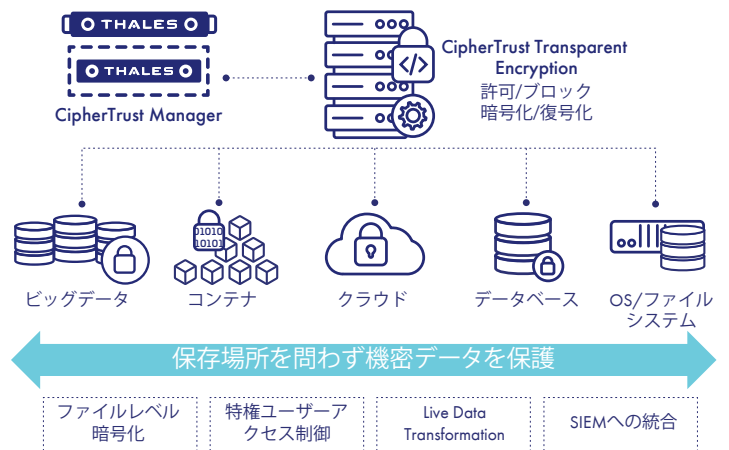 THALES
THALES
CipherTrust Manager
CipherTrust Transparent
Encryption
許可/ブロック
暗号化/復号化
01010
10101
ビッグデータ
コンテナ
クラウド
データベース
OS/ファイル
システム
保存場所を問わず機密データを保護
ファイルレベル
暗号化
特権ユーザーア
クセス制御
Live Data
Transformation
SIEMへの統合